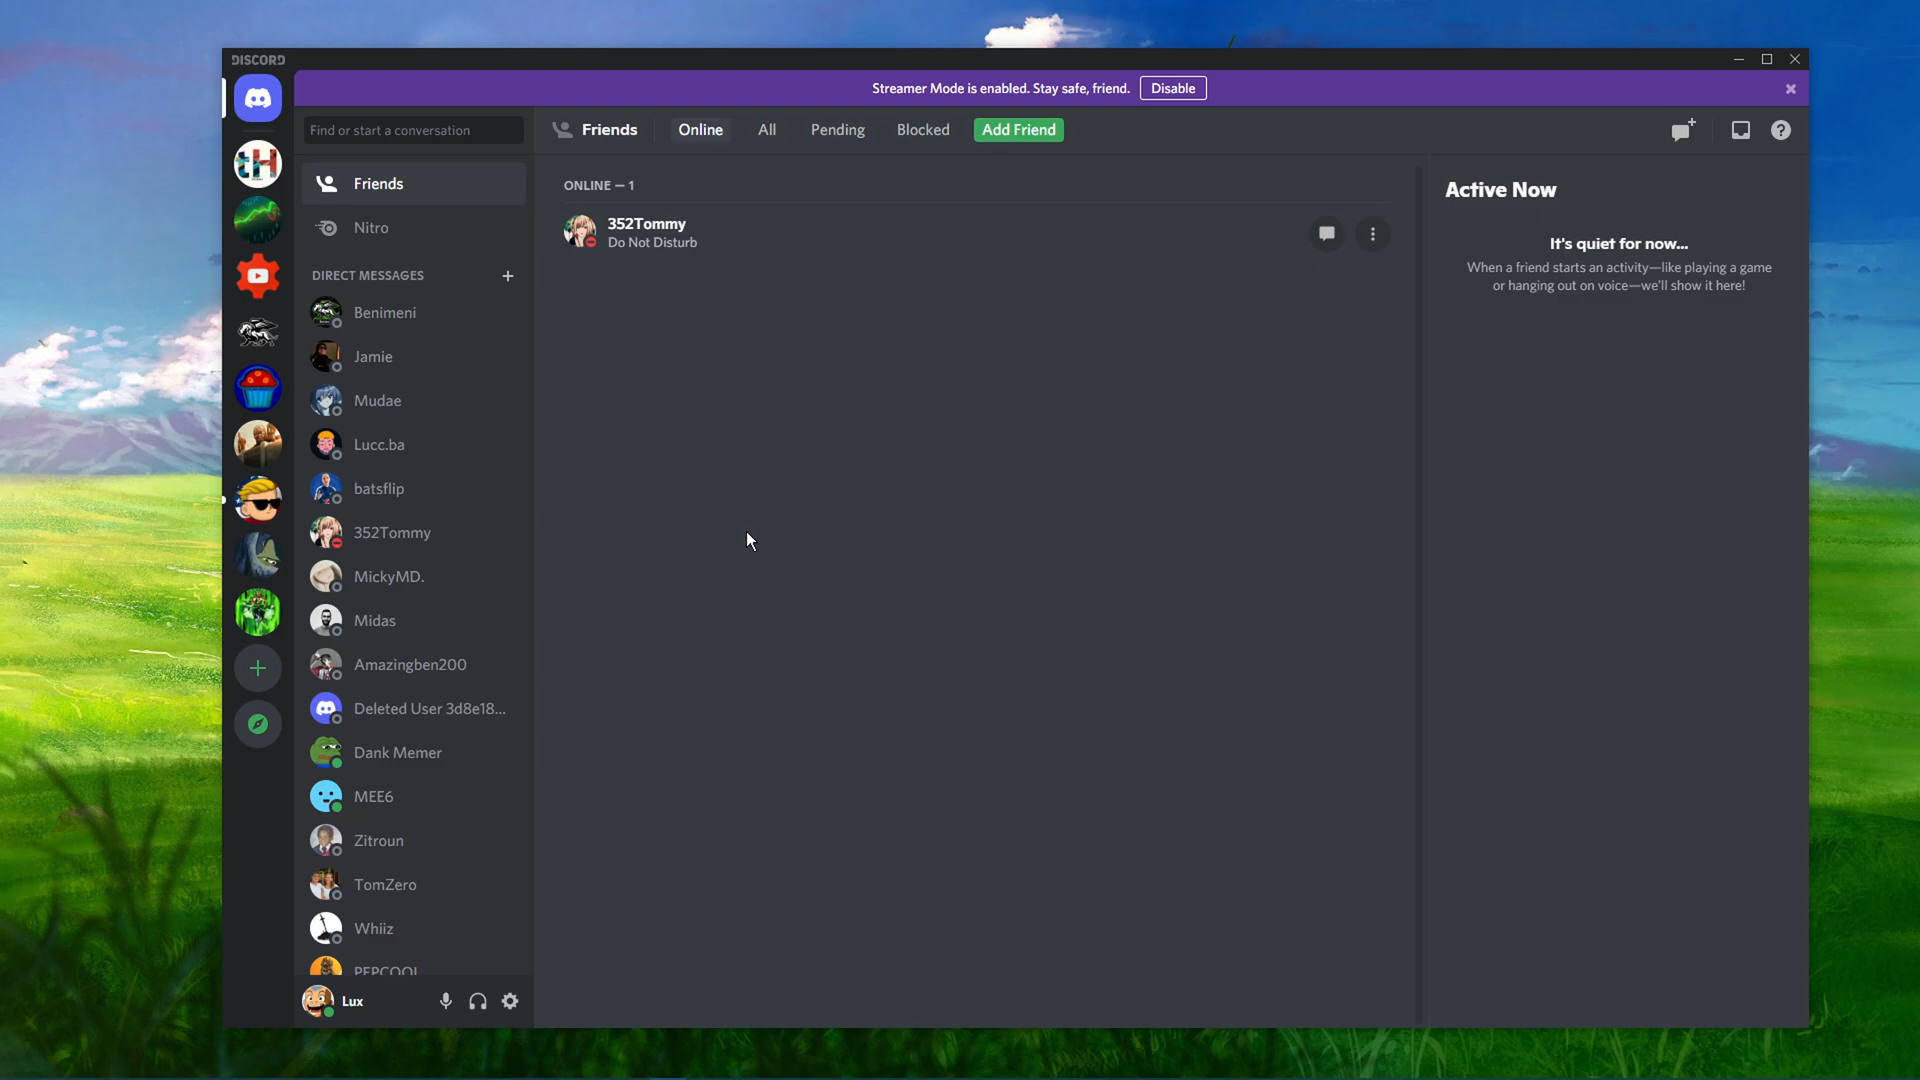 DISCORD
Streamer Mode is enabled. Stay safe, friend.
Disable
Find or start a conversation
Friends
Online
All
Pending
Blocked
Add Friend
Friends
Nitro
DIRECT MESSAGES
Benimeni
Jamie
Mudae
Lucc.ba
batsflip
352Tommy
MickyMD.
Midas
Amazingben200
Deleted User 3d8e18...
Dank Memer
MEE6
Zitroun
TomZero
Whiiz
PEPCOOL
Lux
ONLINE — 1
352Tommy
Do Not Disturb
Active Now
It's quiet for now...
When a friend starts an activity—like playing a game
or hanging out on voice—we'll show it here!
tH